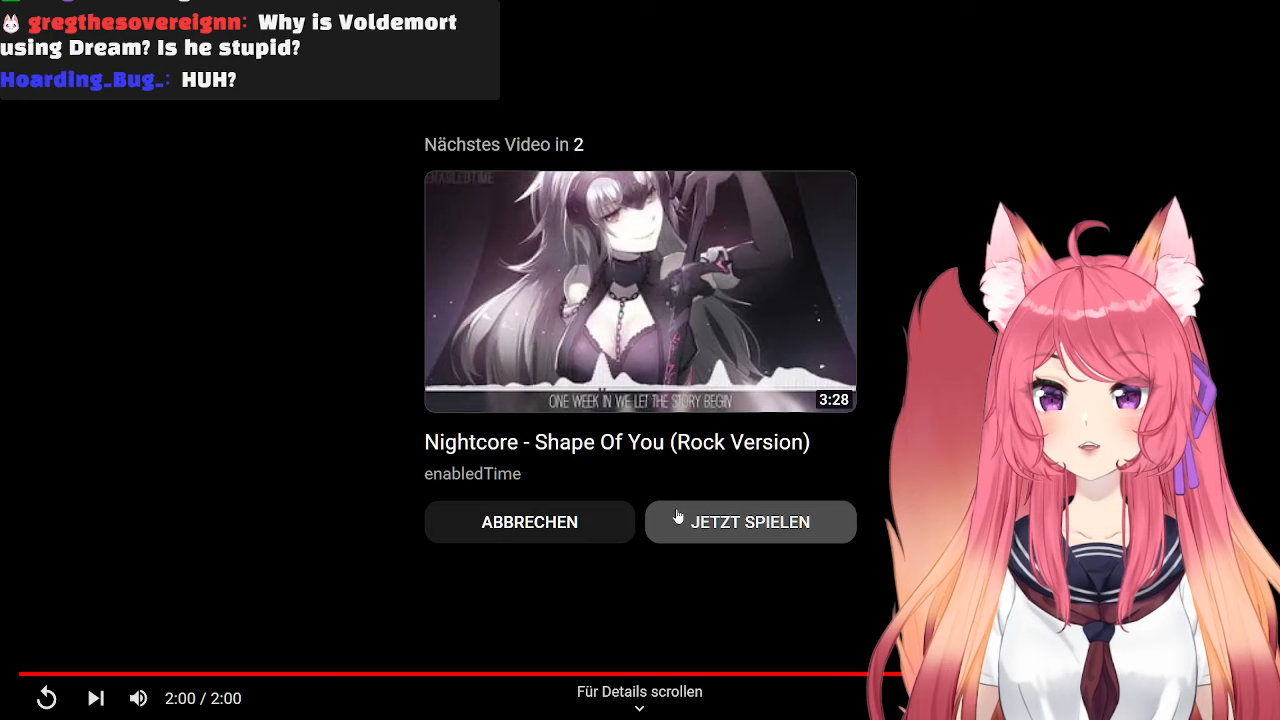 gregthesovereignn: Why is Voldemort
using Dream? Is he stupid?
Hoarding_Bug_: HUH?
Nächstes Video in 2
ENABLEDTIME
ONE WEEK IN WE LET THE STORY BEGIN
3:28
Nightcore - Shape Of You (Rock Version)
enabledTime
ABBRECHEN
JETZT SPIELEN
2:00 / 2:00
Für Details scrollen